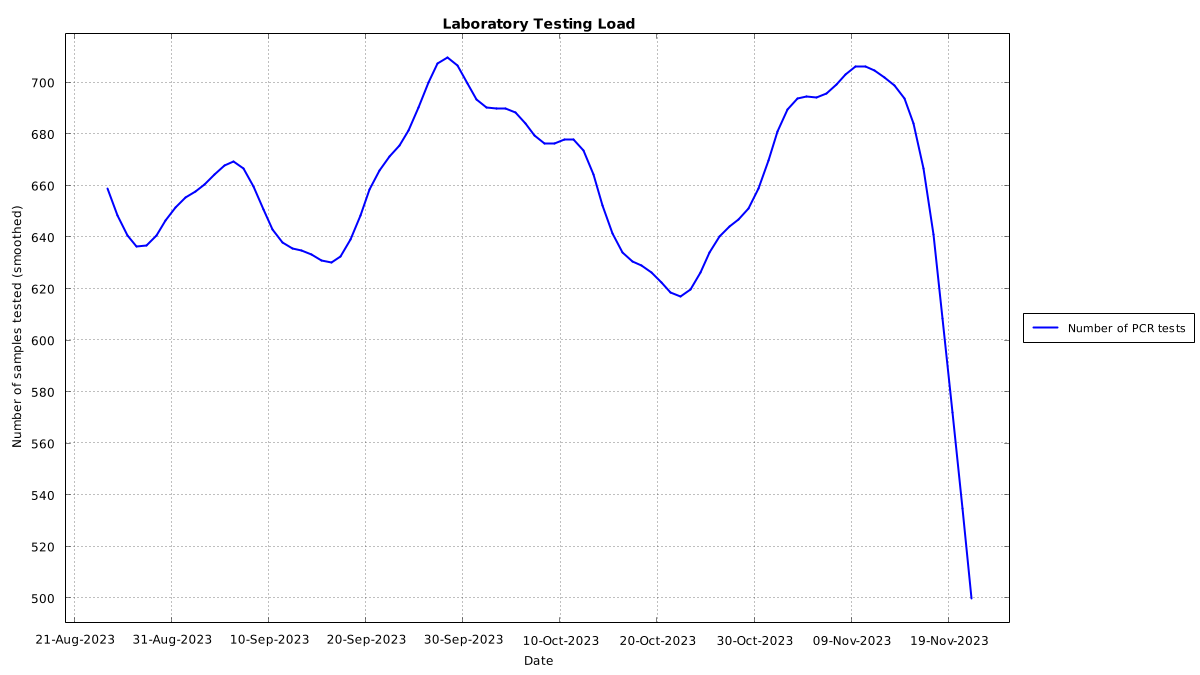 Laboratory Testing Load
Number of samples tested (smoothed)
700
680
660
640
620
600
580
560
540
520
500
21-Aug-2023 31-Aug-2023 10-Sep-2023 20-Sep-2023 30-Sep-2023 10-Oct-2023 20-Oct-2023 30-Oct-2023 09-Nov-2023 19-Nov-2023
Date
Number of PCR tests